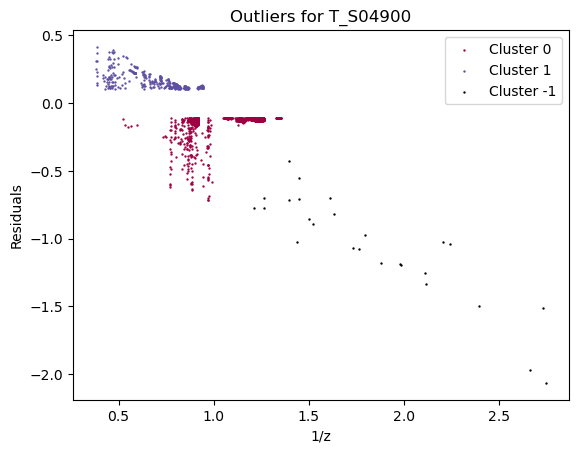 Outliers for T_S04900
Cluster 0
Cluster 1
Cluster -1
Residuals
0.5
0.0
−0.5
−1.0
−1.5
−2.0
0.5 1.0 1.5 2.0 2.5
1/z